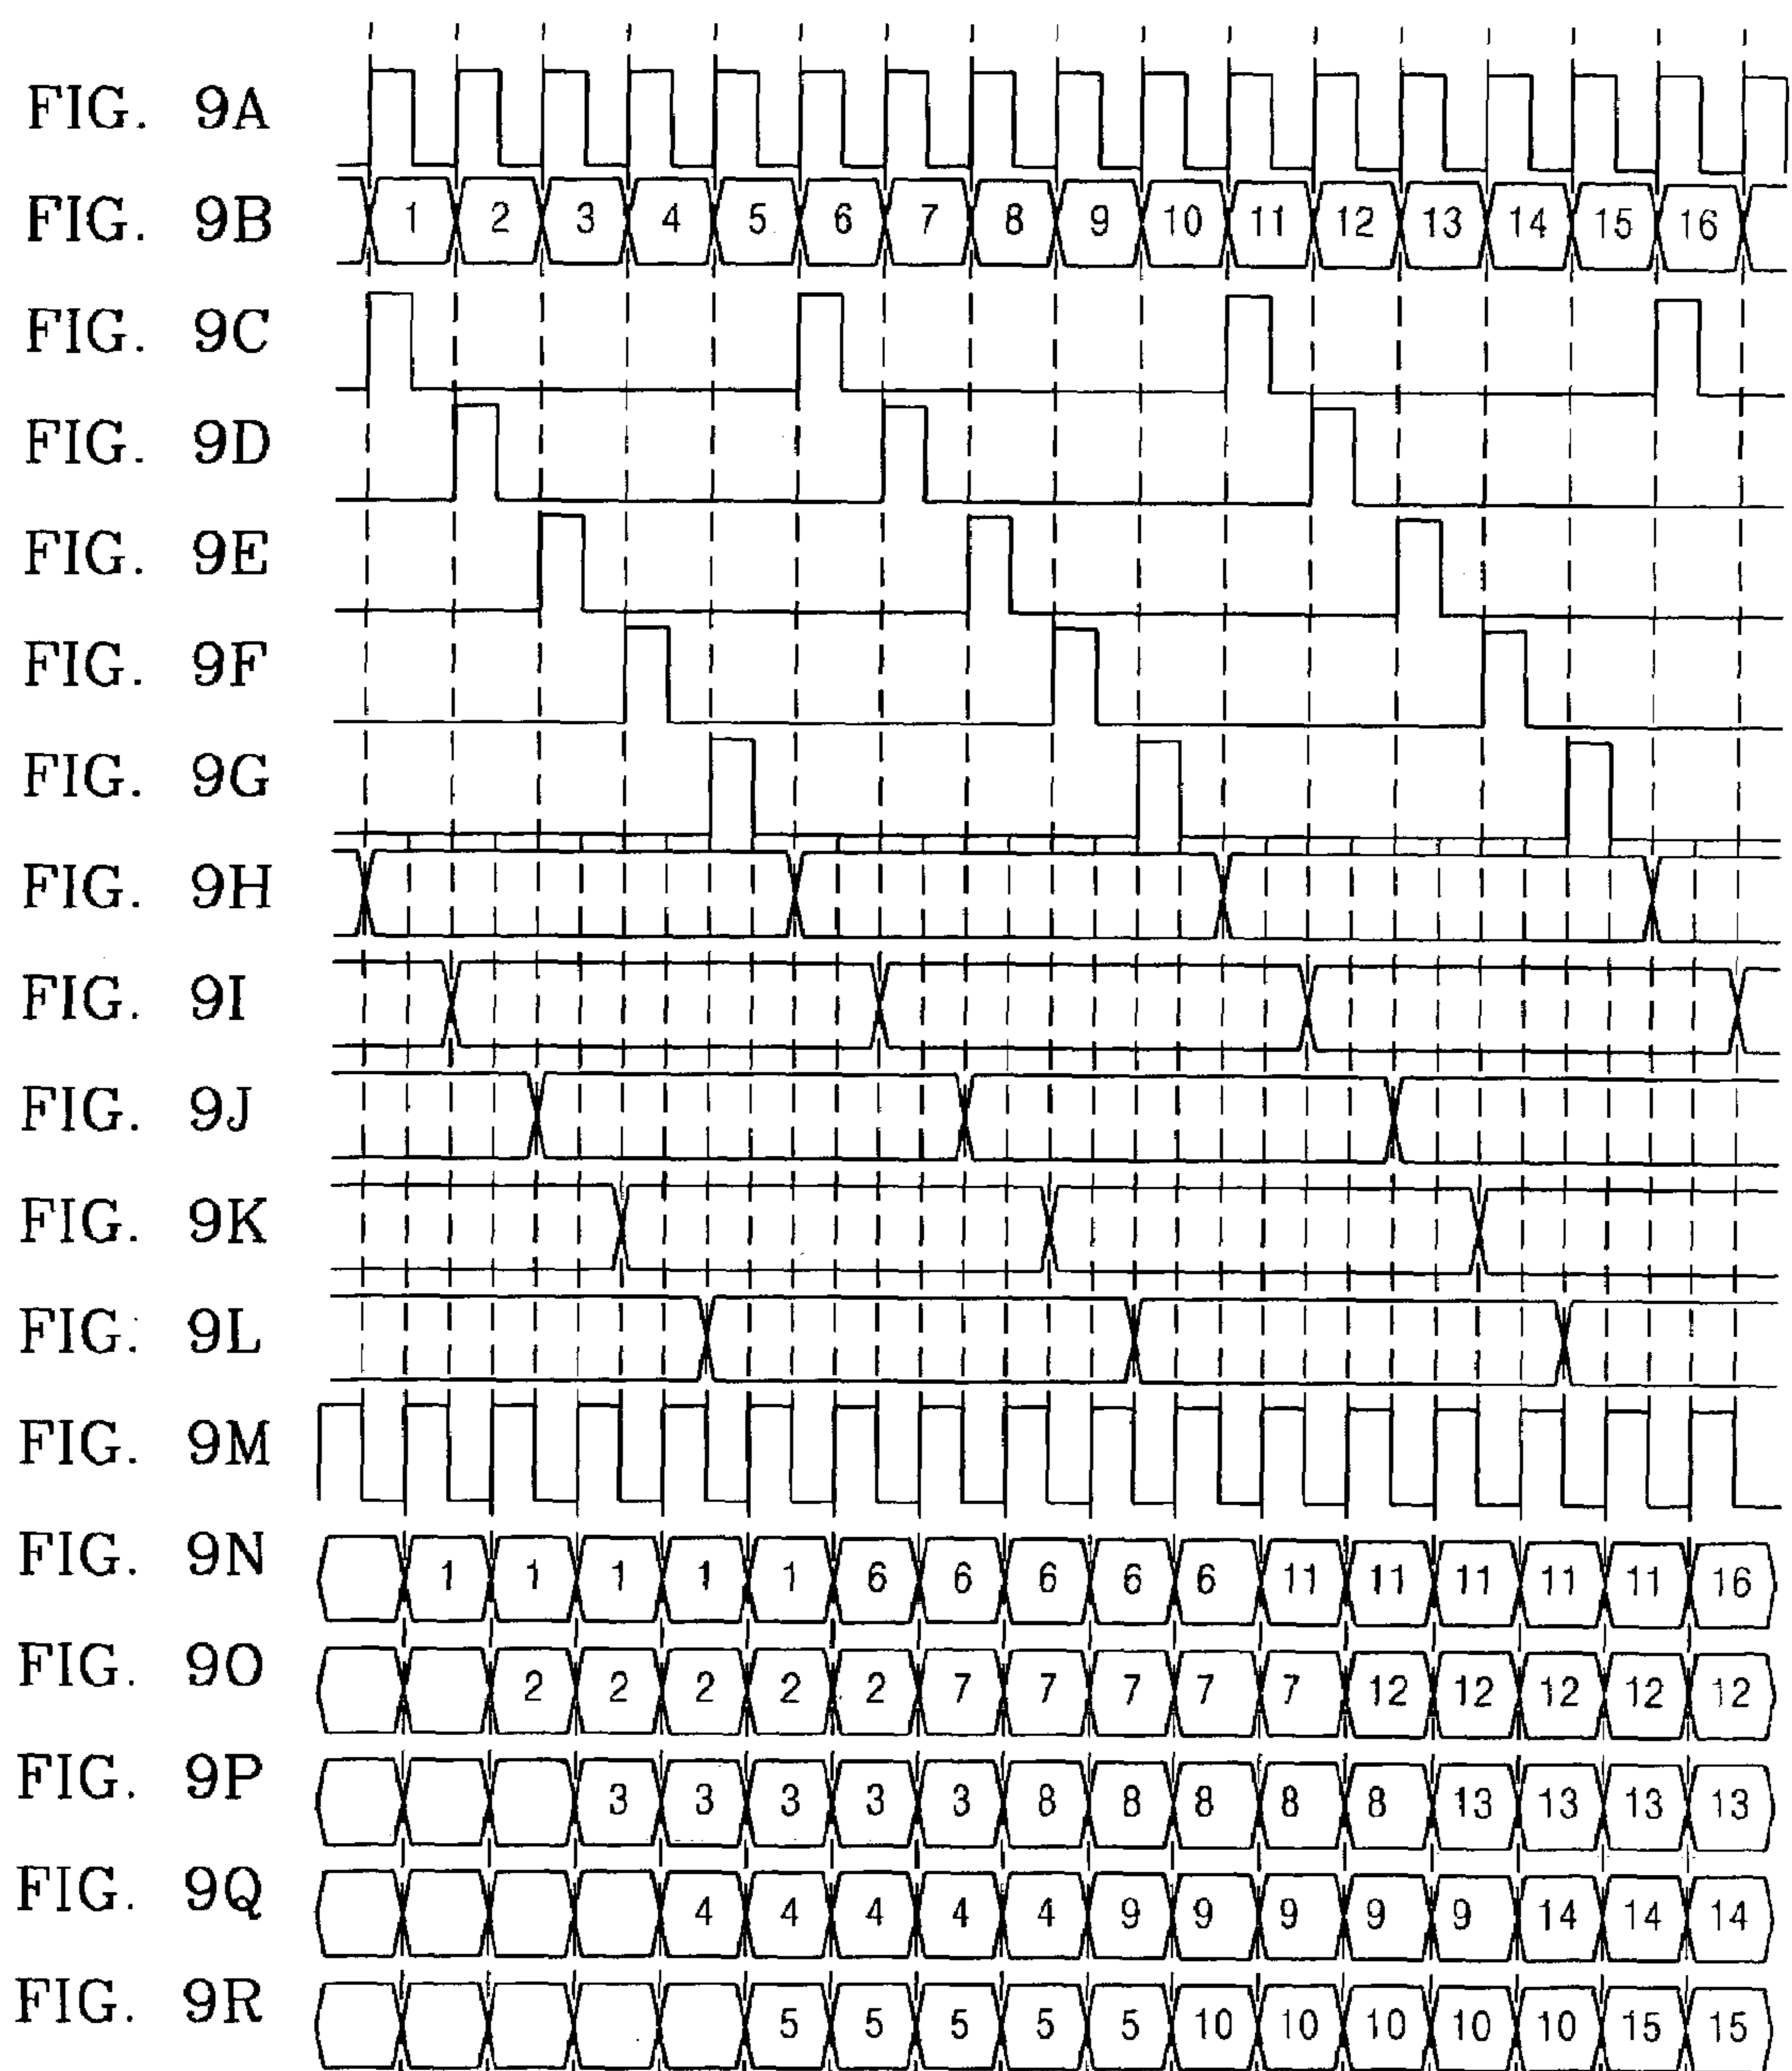 FIG. 9A
FIG. 9B 1 2 3 4 5 6 7 8 9 10 11 12 13 14 15 16
FIG. 9C
FIG. 9D
FIG. 9E
FIG. 9F
FIG. 9G
FIG. 9H
FIG. 9I
FIG. 9J
FIG. 9K
FIG. 9L
FIG. 9M
FIG. 9N 1 1 1 1 1 6 6 6 6 6 11 11 11 11 11 16
FIG. 9O 2 2 2 2 2 7 7 7 7 7 12 12 12 12 12
FIG. 9P 3 3 3 3 3 8 8 8 8 8 13 13 13 13
FIG. 9Q 4 4 4 4 4 9 9 9 9 9 14 14 14
FIG. 9R 5 5 5 5 5 10 10 10 10 10 15 15